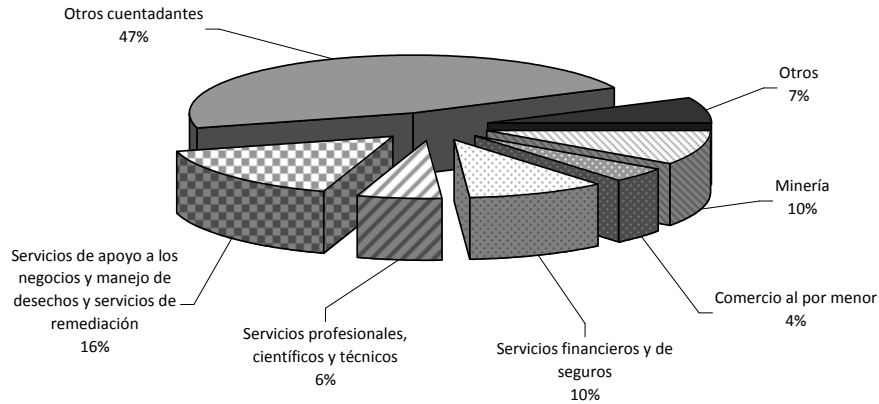 Otros cuentadantes
47%
Otros
7%
Minería
10%
Comercio al por menor
4%
Servicios financieros y de
seguros
10%
Servicios profesionales,
científicos y técnicos
6%
Servicios de apoyo a los
negocios y manejo de
desechos y servicios de
remediación
16%